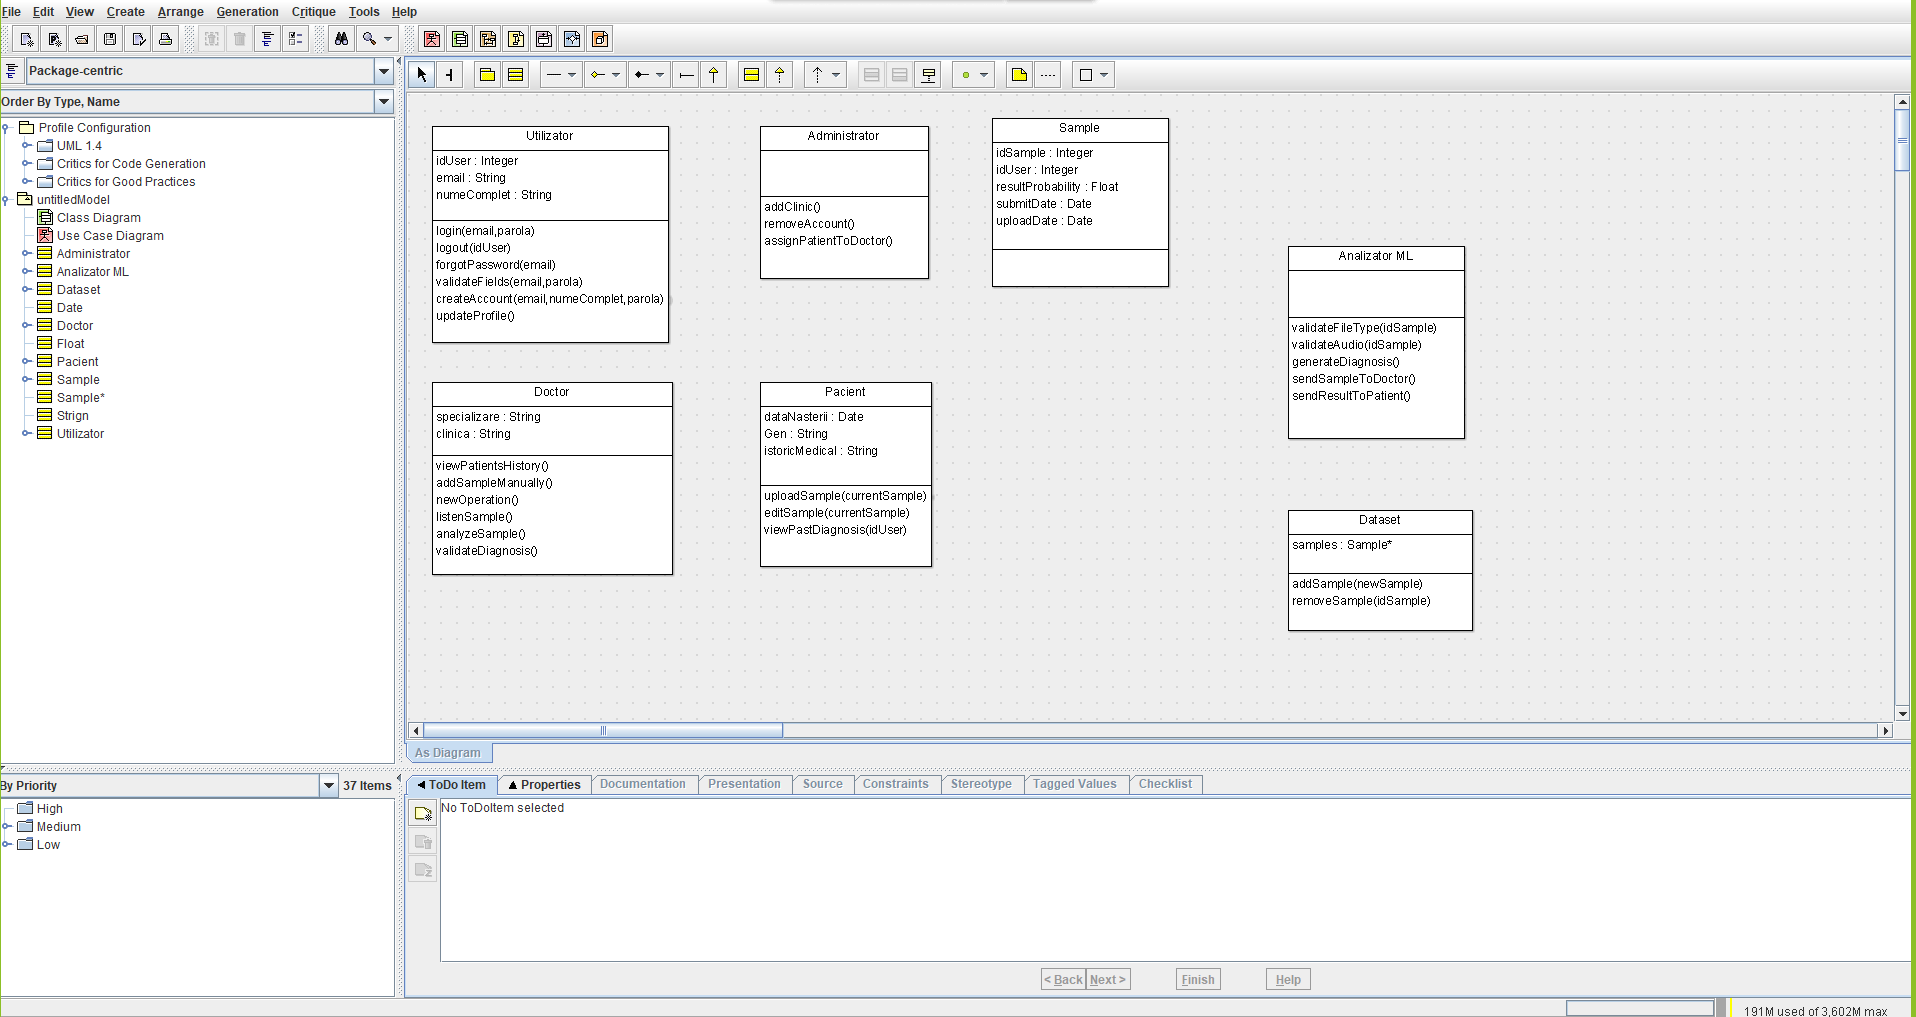 File Edit View Create Arrange Generation Critique Tools Help
Package-centric
Order By Type, Name
Profile Configuration
UML 1.4
Critics for Code Generation
Critics for Good Practices
untitledModel
Class Diagram
Use Case Diagram
Administrator
Analizator ML
Dataset
Date
Doctor
Float
Pacient
Sample
Sample*
Strign
Utilizator
Utilizator
idUser : Integer
email : String
numeComplet : String
login(email,parola)
logout(idUser)
forgotPassword(email)
validateFields(email,parola)
createAccount(email,numeComplet,parola)
updateProfile()
Administrator
addClinic()
removeAccount()
assignPatientToDoctor()
Sample
idSample : Integer
idUser : Integer
resultProbability : Float
submitDate : Date
uploadDate : Date
Analizator ML
validateFileType(idSample)
validateAudio(idSample)
generateDiagnosis()
sendSampleToDoctor()
sendResultToPatient()
Doctor
specializare : String
clinica : String
viewPatientsHistory()
addSampleManually()
newOperation()
listenSample()
analyzeSample()
validateDiagnosis()
Pacient
dataNasterii : Date
Gen : String
istoricMedical : String
uploadSample(currentSample)
editSample(currentSample)
viewPastDiagnosis(idUser)
Dataset
samples : Sample*
addSample(newSample)
removeSample(idSample)
As Diagram
By Priority 37 Items
High
Medium
Low
ToDo Item Properties Documentation Presentation Source Constraints Stereotype Tagged Values Checklist
No ToDoItem selected
< Back Next > Finish Help
191M used of 3,602M max